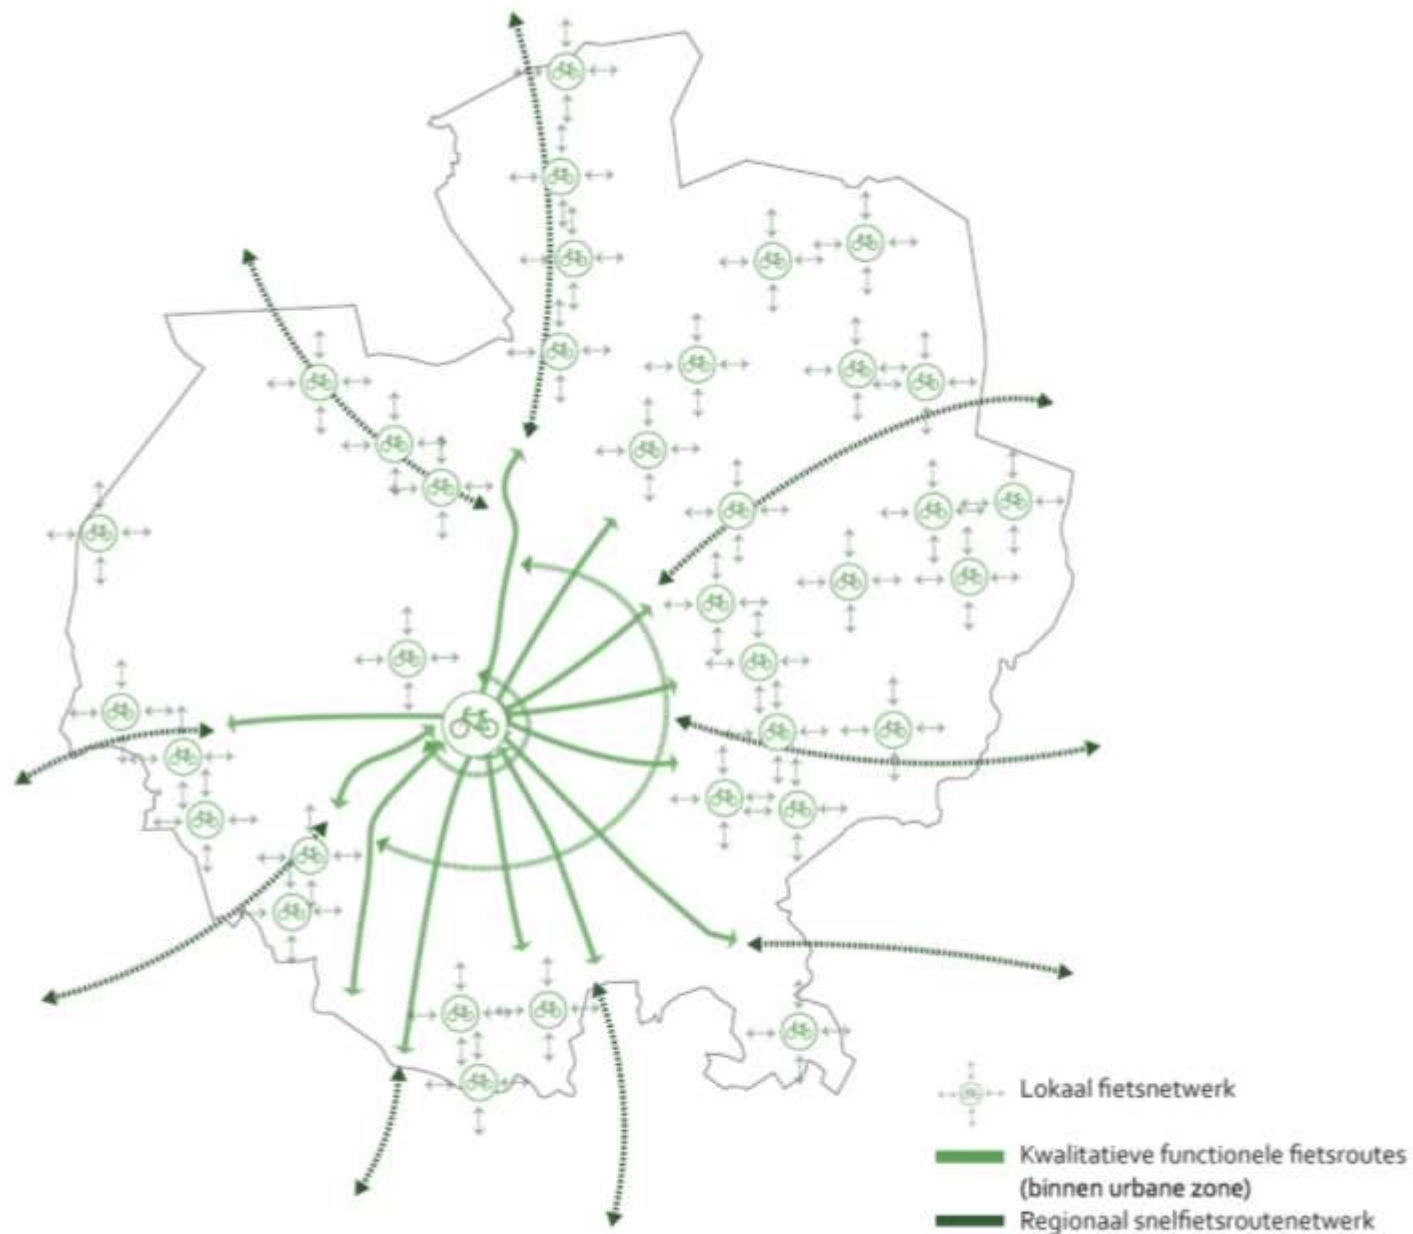 Lokaal fietsnetwerk
Kwalitatieve functionele fietsroutes
(binnen urbane zone)
Regionaal snelfietsroutenetwerk